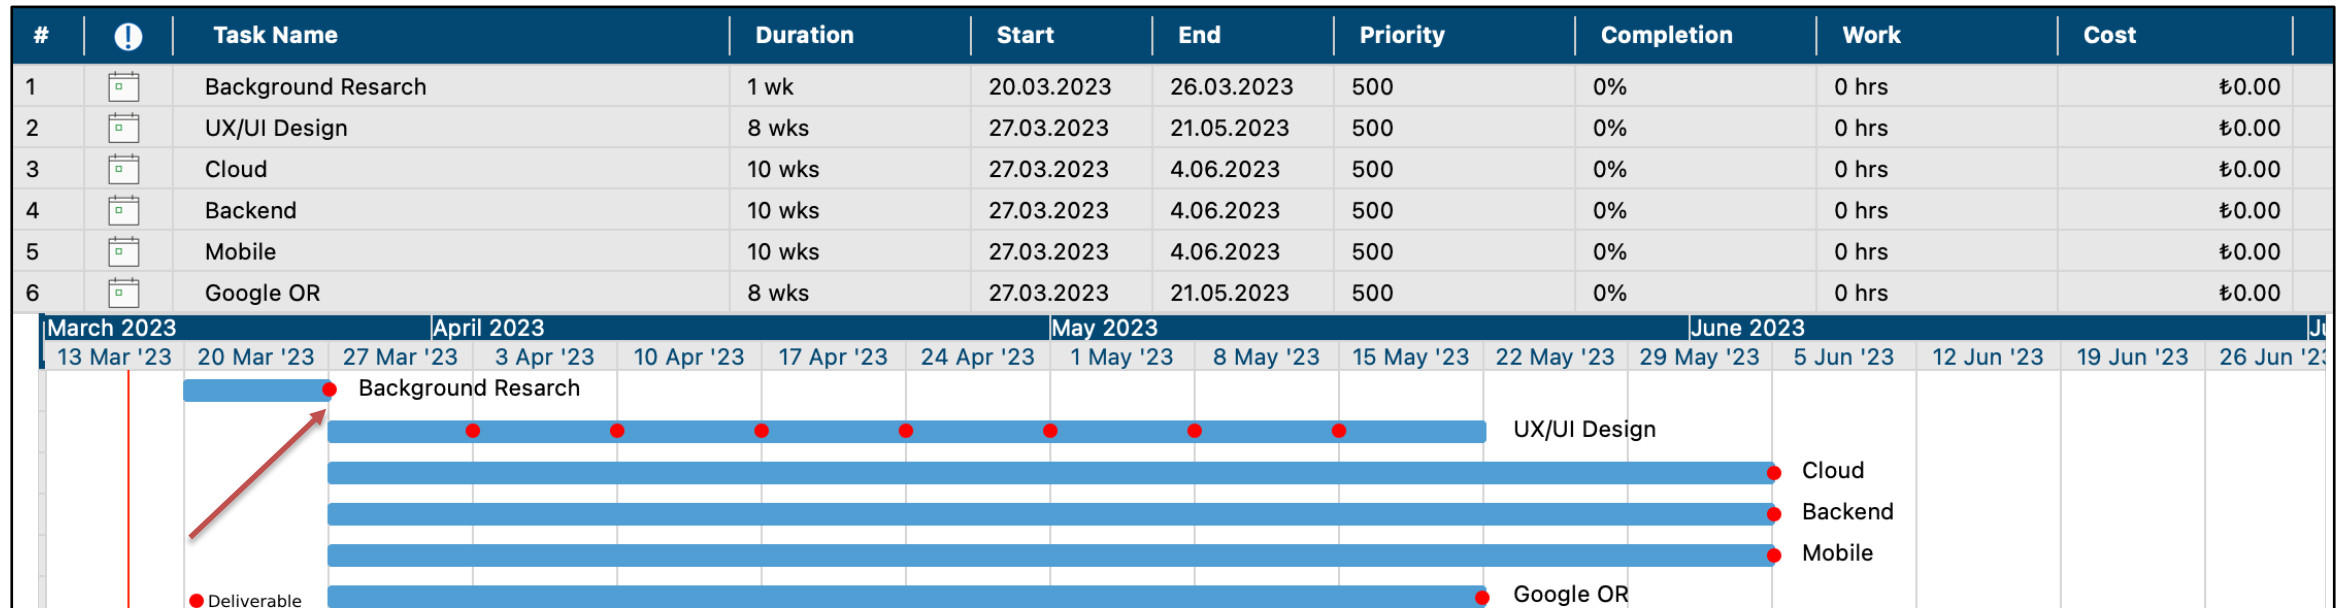 # ! Task Name Duration Start End Priority Completion Work Cost
1 Background Resarch 1 wk 20.03.2023 26.03.2023 500 0% 0 hrs ₺0.00
2 UX/UI Design 8 wks 27.03.2023 21.05.2023 500 0% 0 hrs ₺0.00
3 Cloud 10 wks 27.03.2023 4.06.2023 500 0% 0 hrs ₺0.00
4 Backend 10 wks 27.03.2023 4.06.2023 500 0% 0 hrs ₺0.00
5 Mobile 10 wks 27.03.2023 4.06.2023 500 0% 0 hrs ₺0.00
6 Google OR 8 wks 27.03.2023 21.05.2023 500 0% 0 hrs ₺0.00
March 2023 April 2023 May 2023 June 2023
13 Mar '23 20 Mar '23 27 Mar '23 3 Apr '23 10 Apr '23 17 Apr '23 24 Apr '23 1 May '23 8 May '23 15 May '23 22 May '23 29 May '23 5 Jun '23 12 Jun '23 19 Jun '23 26 Jun '23
Background Resarch
UX/UI Design
Cloud
Backend
Mobile
Google OR
Deliverable